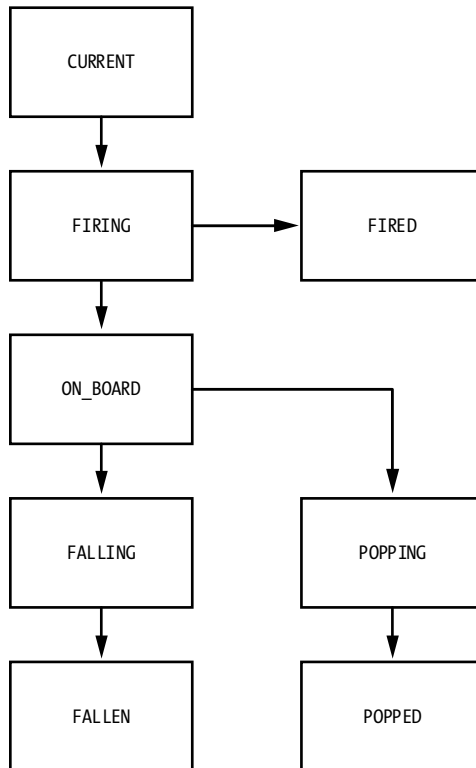 CURRENT
FIRING
FIRED
ON_BOARD
FALLING
POPPING
FALLEN
POPPED